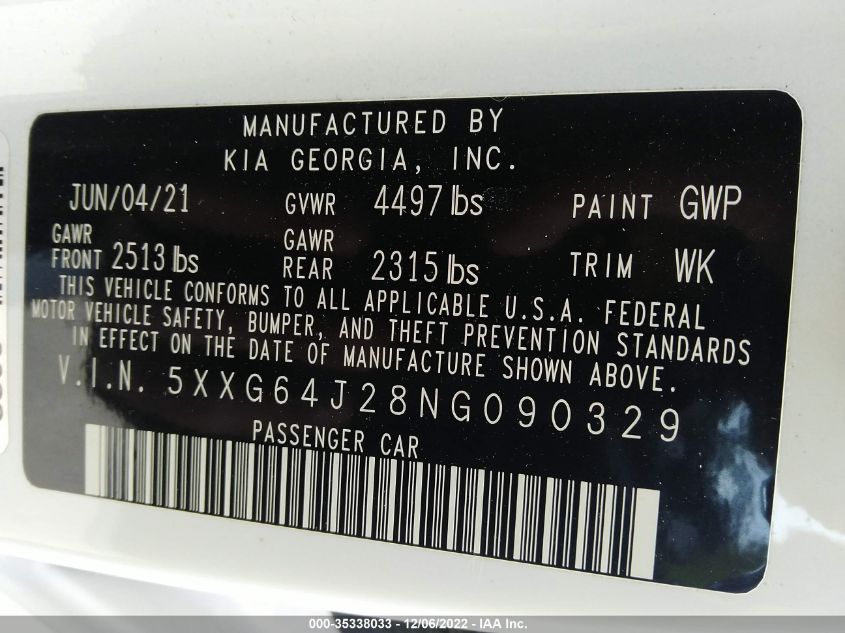 MANUFACTURED BY
KIA GEORGIA, INC.
JUN/04/21 GVWR 4497 lbs PAINT GWP
GAWR FRONT 2513 lbs GAWR REAR 2315 lbs TRIM WK
THIS VEHICLE CONFORMS TO ALL APPLICABLE U.S.A. FEDERAL
MOTOR VEHICLE SAFETY, BUMPER, AND THEFT PREVENTION STANDARDS
IN EFFECT ON THE DATE OF MANUFACTURE SHOWN ABOVE.
V.I.N. 5XXG64J28NG090329
PASSENGER CAR
000-35338033 - 12/06/2022 - IAA Inc.